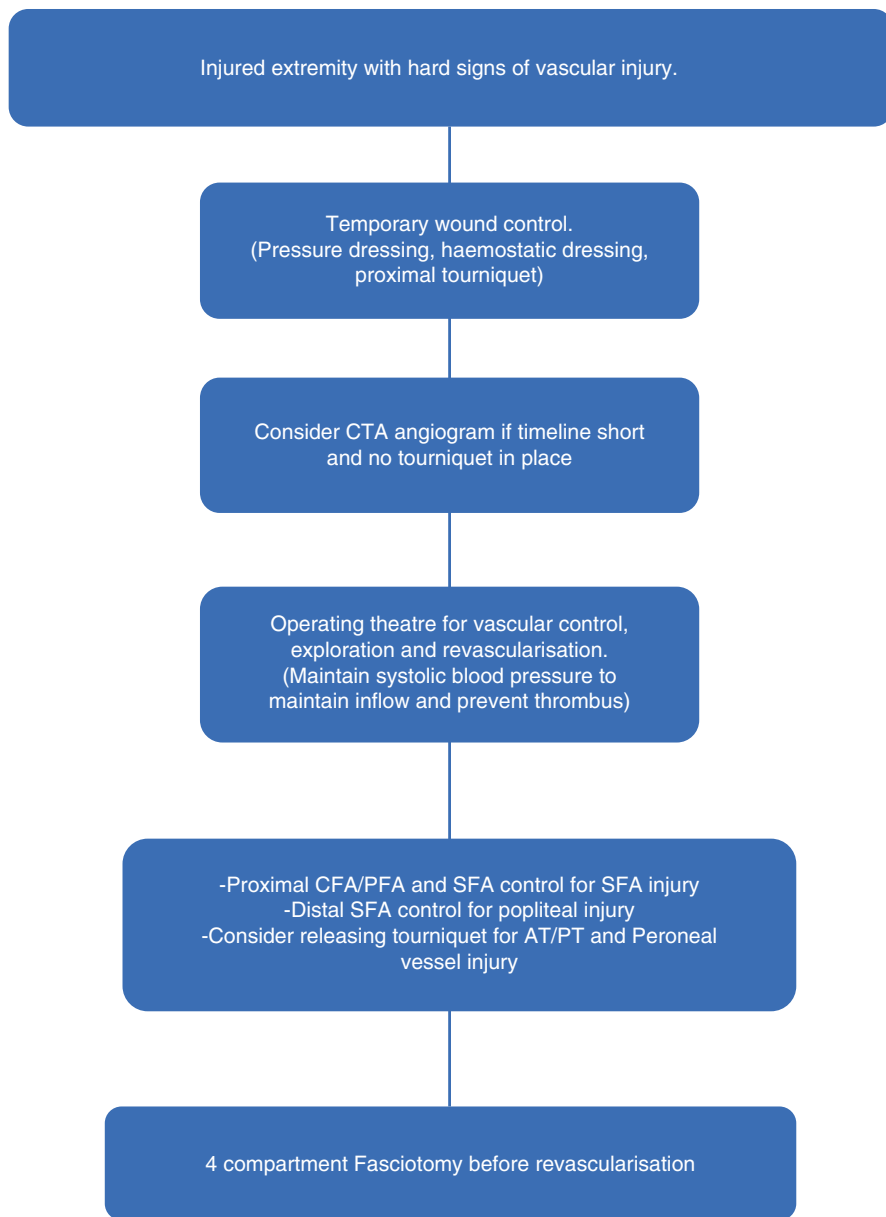 Injured extremity with hard signs of vascular injury.
Temporary wound control.
(Pressure dressing, haemostatic dressing,
proximal tourniquet)
Consider CTA angiogram if timeline short
and no tourniquet in place
Operating theatre for vascular control,
exploration and revascularisation.
(Maintain systolic blood pressure to
maintain inflow and prevent thrombus)
-Proximal CFA/PFA and SFA control for SFA injury
-Distal SFA control for popliteal injury
-Consider releasing tourniquet for AT/PT and Peroneal
vessel injury
4 compartment Fasciotomy before revascularisation